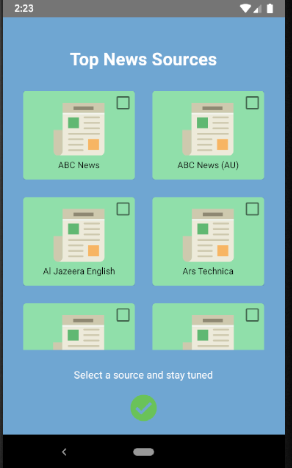 2:23
Top News Sources
ABC News
ABC News (AU)
Al Jazeera English
Ars Technica
Select a source and stay tuned